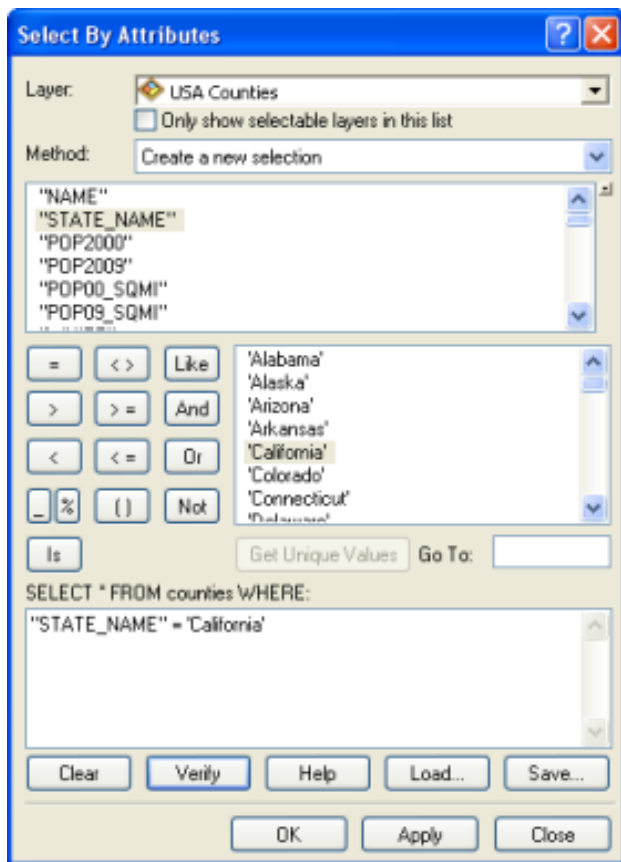 Select By Attributes
Layer: USA Counties
Only show selectable layers in this list
Method: Create a new selection
"NAME"
"STATE_NAME"
"POP2000"
"POP2009"
"POP00_SQMI"
"POP09_SQMI"
= < > Like
> > = And
< < = Or
_ % ( ) Not
Is
'Alabama'
'Alaska'
'Arizona'
'Arkansas'
'California'
'Colorado'
'Connecticut'
'Delaware'
Get Unique Values Go To:
SELECT * FROM counties WHERE:
"STATE_NAME" = 'California'
Clear Verify Help Load... Save...
OK Apply Close